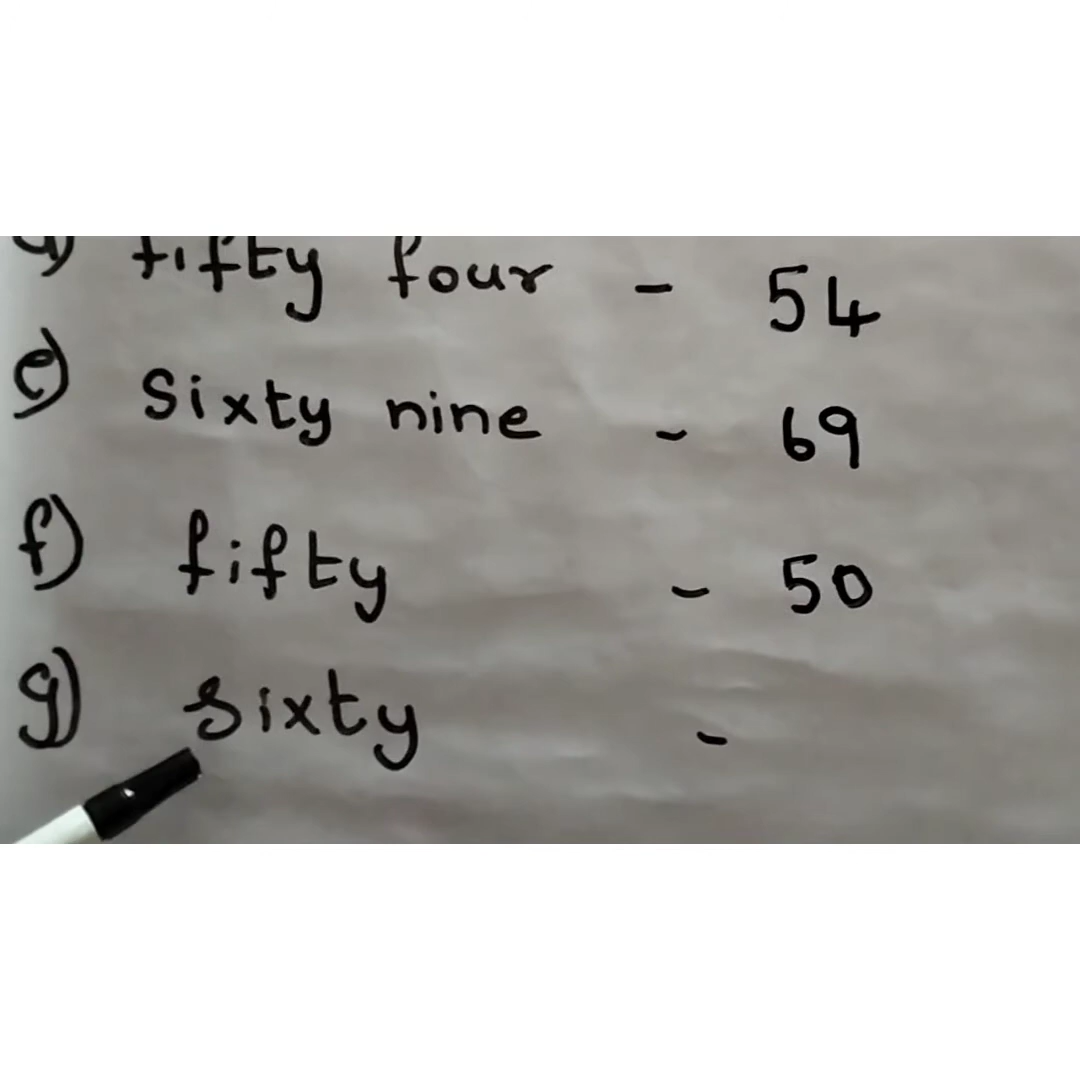 d) fifty four - 54
e) Sixty nine - 69
f) fifty - 50
g) sixty -